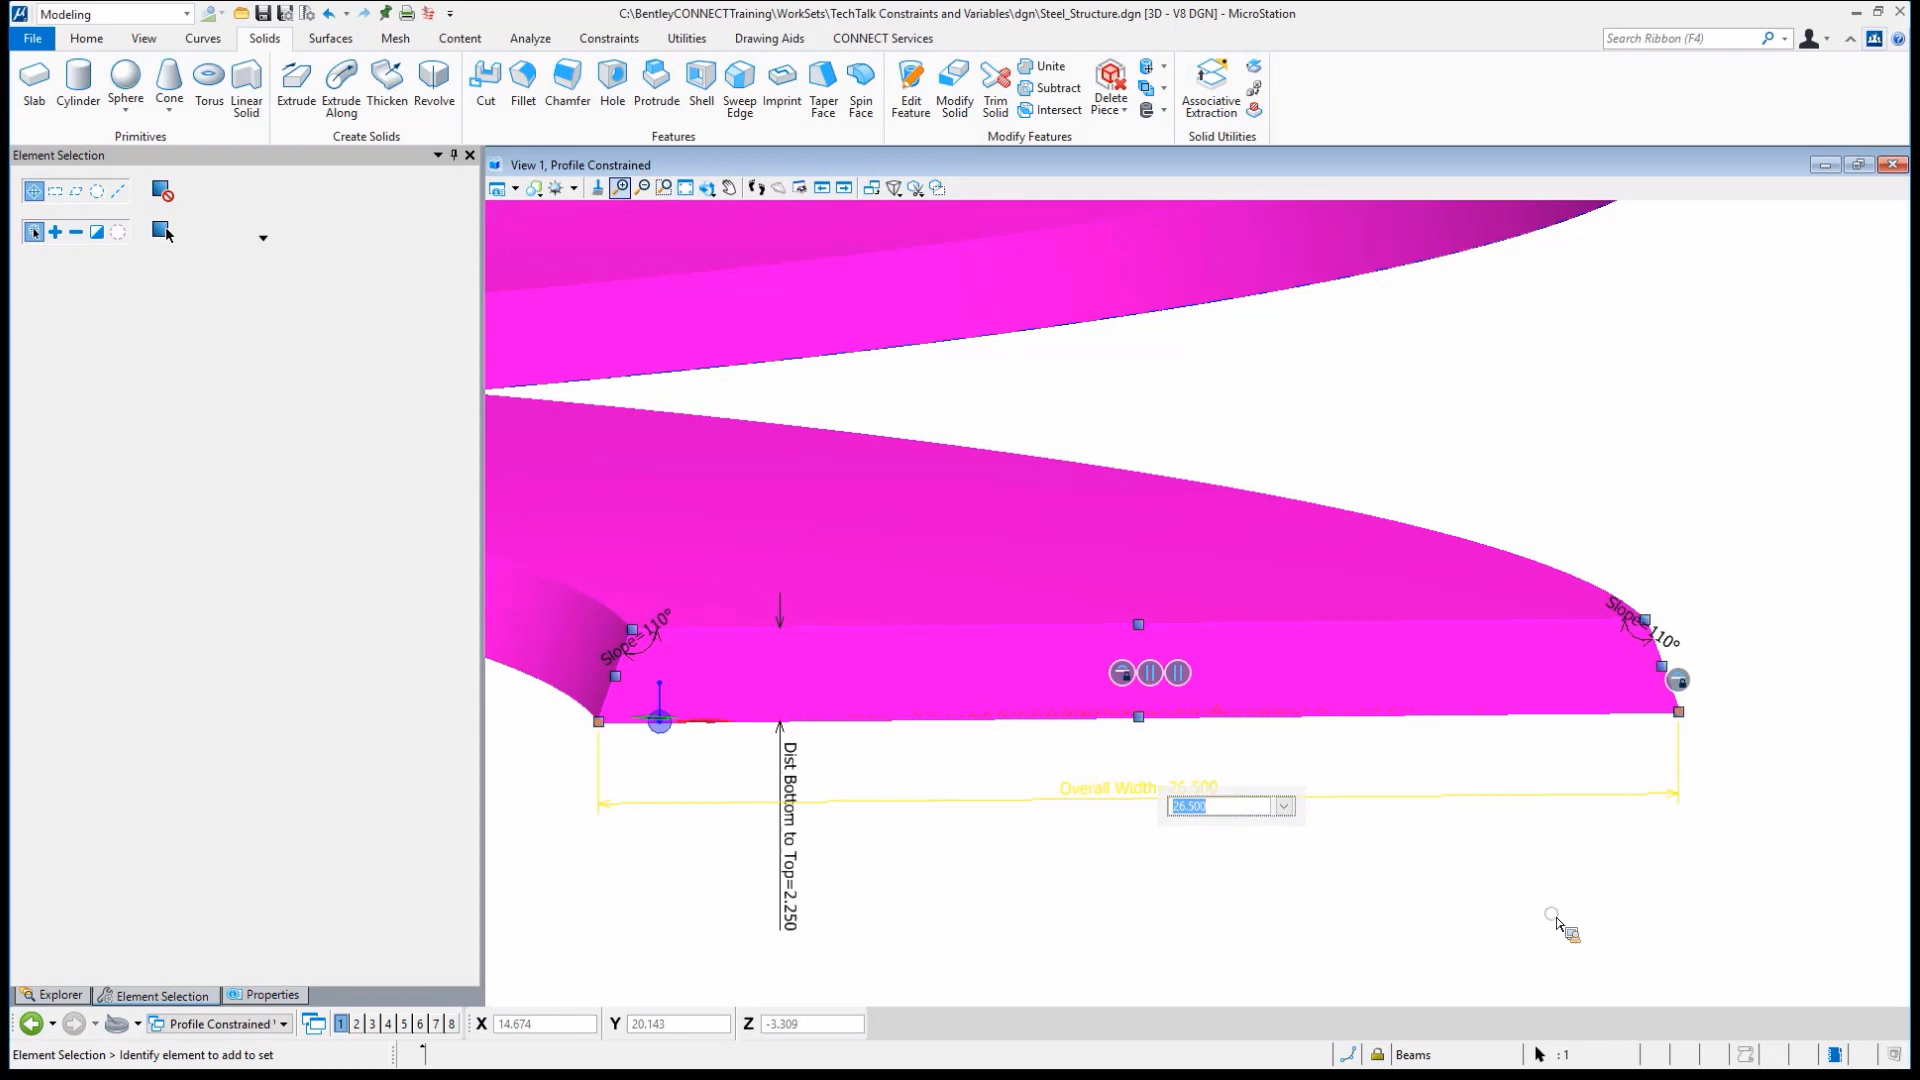 Modeling
C:\BentleyCONNECTTraining\WorkSets\TechTalk Constraints and Variables\dgn\Steel_Structure.dgn [3D - V8 DGN] - MicroStation
File Home View Curves Solids Surfaces Mesh Content Analyze Constraints Utilities Drawing Aids CONNECT Services
Search Ribbon (F4)
Slab Cylinder Sphere Cone Torus Linear Solid
Extrude Extrude Along Thicken Revolve
Cut Fillet Chamfer Hole Protrude Shell Sweep Edge Imprint Taper Face Spin Face
Edit Feature Modify Solid Trim Solid
Unite
Subtract
Intersect
Delete Piece
Associative Extraction
Primitives Create Solids Features Modify Features Solid Utilities
Element Selection
View 1, Profile Constrained
Slope=110°
Slope=110°
Overall Width=26.500
26.500
Dist Bottom to Top=2.250
Explorer Element Selection Properties
Profile Constrained
1 2 3 4 5 6 7 8
X 14.674 Y 20.143 Z -3.309
Element Selection > Identify element to add to set
Beams
: 1